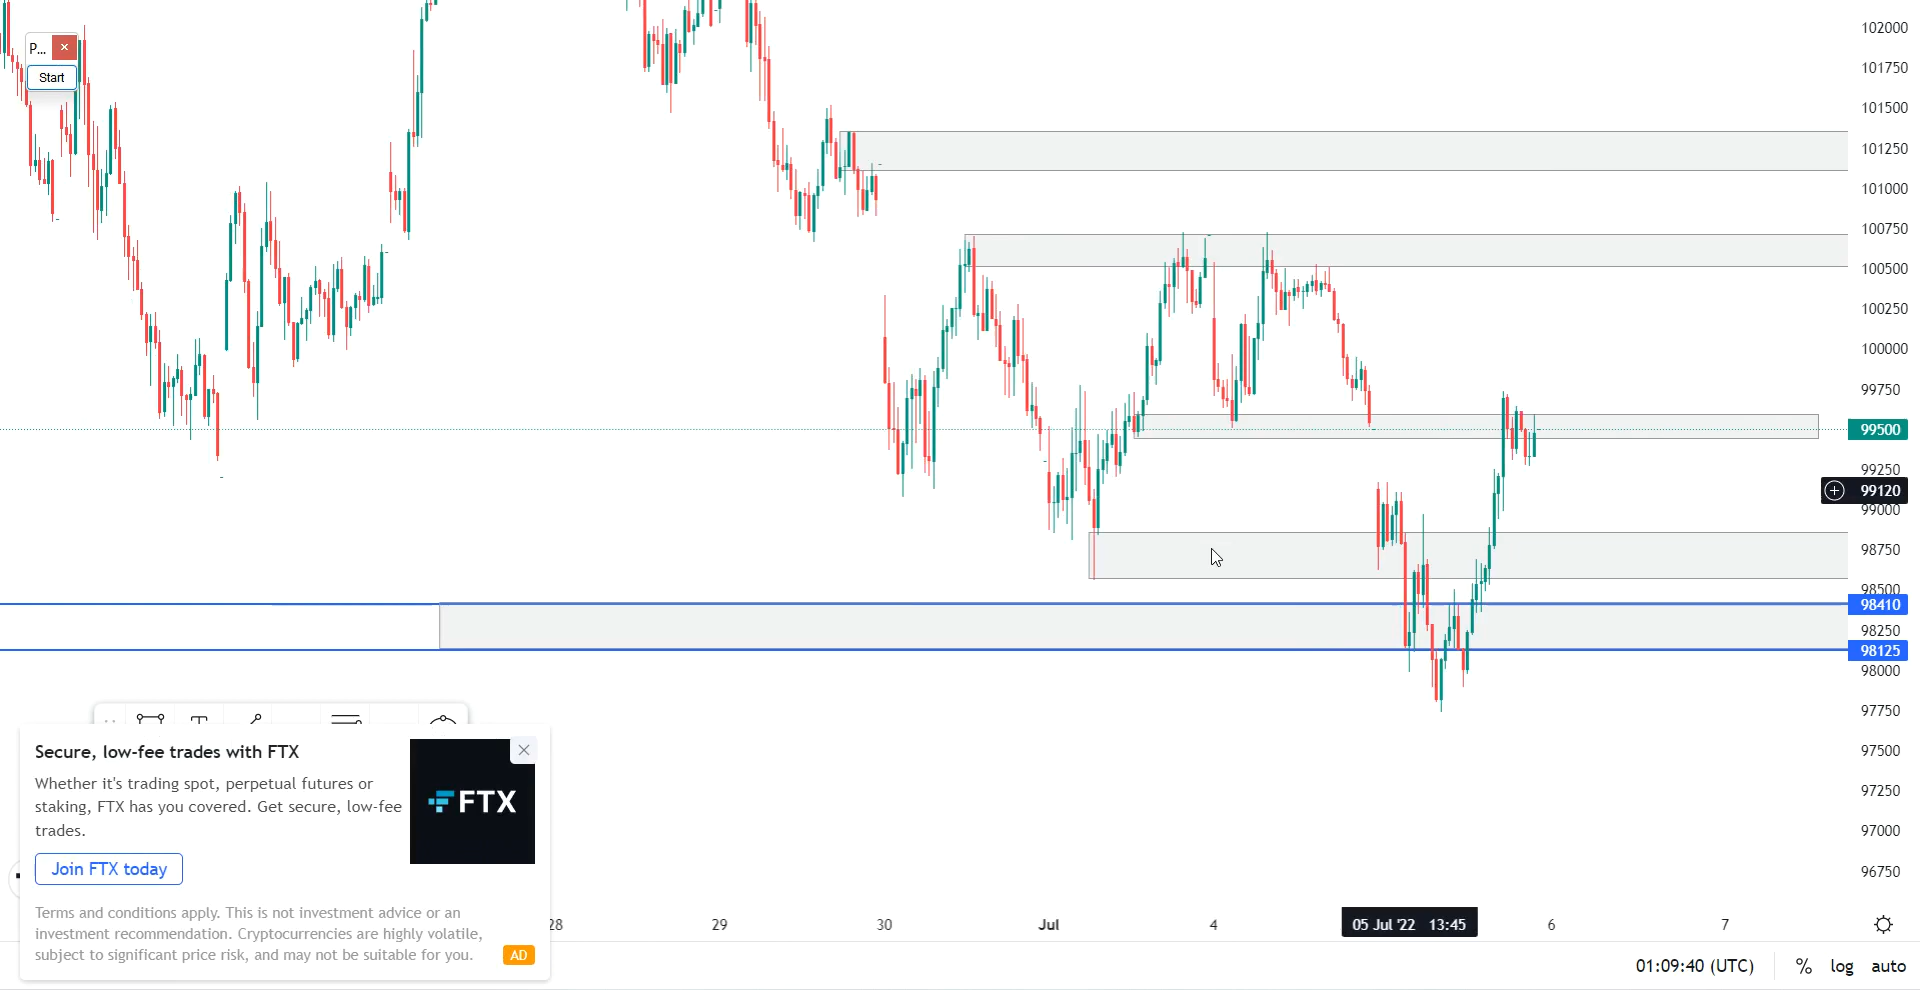 P...
Start
102000
101750
101500
101250
101000
100750
100500
100250
100000
99750
99500
99250
99120
99000
98750
98500
98410
98250
98125
98000
97750
97500
97250
97000
96750
Secure, low-fee trades with FTX
Whether it's trading spot, perpetual futures or
staking, FTX has you covered. Get secure, low-fee
trades.
FTX
Join FTX today
Terms and conditions apply. This is not investment advice or an
investment recommendation. Cryptocurrencies are highly volatile,
subject to significant price risk, and may not be suitable for you.
AD
28 29 30 Jul 4 05 Jul '22 13:45 6 7
01:09:40 (UTC) % log auto